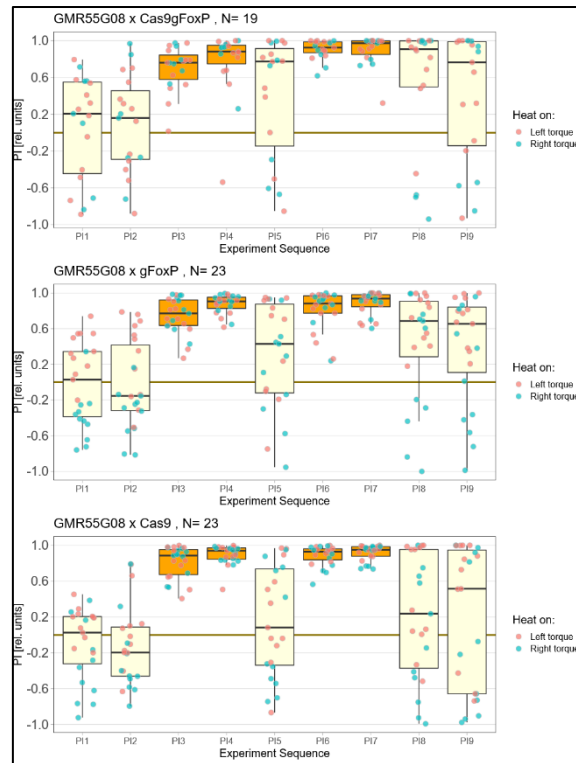 GMR55G08 x Cas9gFoxP , N= 19
PI [rel. units]
1.0
0.6
0.2
-0.2
-0.6
-1.0
PI1 PI2 PI3 PI4 PI5 PI6 PI7 PI8 PI9
Experiment Sequence
Heat on:
Left torque
Right torque
GMR55G08 x gFoxP , N= 23
PI [rel. units]
1.0
0.6
0.2
-0.2
-0.6
-1.0
PI1 PI2 PI3 PI4 PI5 PI6 PI7 PI8 PI9
Experiment Sequence
Heat on:
Left torque
Right torque
GMR55G08 x Cas9 , N= 23
PI [rel. units]
1.0
0.6
0.2
-0.2
-0.6
-1.0
PI1 PI2 PI3 PI4 PI5 PI6 PI7 PI8 PI9
Experiment Sequence
Heat on:
Left torque
Right torque